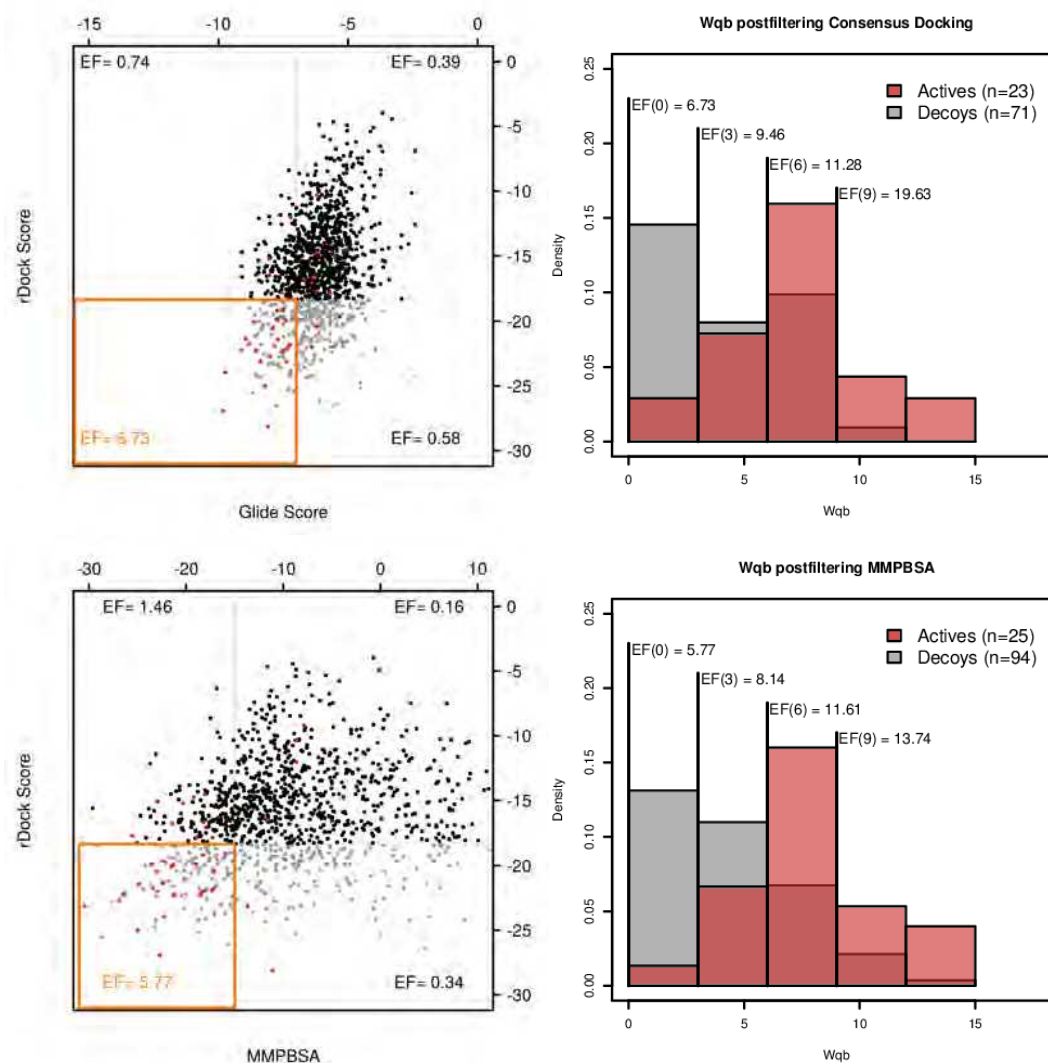 -15 -10 -5 0
EF= 0.74 EF= 0.39
0
-5
-10
-15
-20
-25
-30
rDock Score
EF= 6.73 EF= 0.58
Glide Score
Wqb postfiltering Consensus Docking
0.25
0.20
0.15
0.10
0.05
0.00
Density
EF(0) = 6.73
EF(3) = 9.46
EF(6) = 11.28
EF(9) = 19.63
Actives (n=23)
Decoys (n=71)
0 5 10 15
Wqb
-30 -20 -10 0 10
EF= 1.46 EF= 0.16
0
-5
-10
-15
-20
-25
-30
rDock Score
EF= 5.77 EF= 0.34
MMPBSA
Wqb postfiltering MMPBSA
0.25
0.20
0.15
0.10
0.05
0.00
Density
EF(0) = 5.77
EF(3) = 8.14
EF(6) = 11.61
EF(9) = 13.74
Actives (n=25)
Decoys (n=94)
0 5 10 15
Wqb